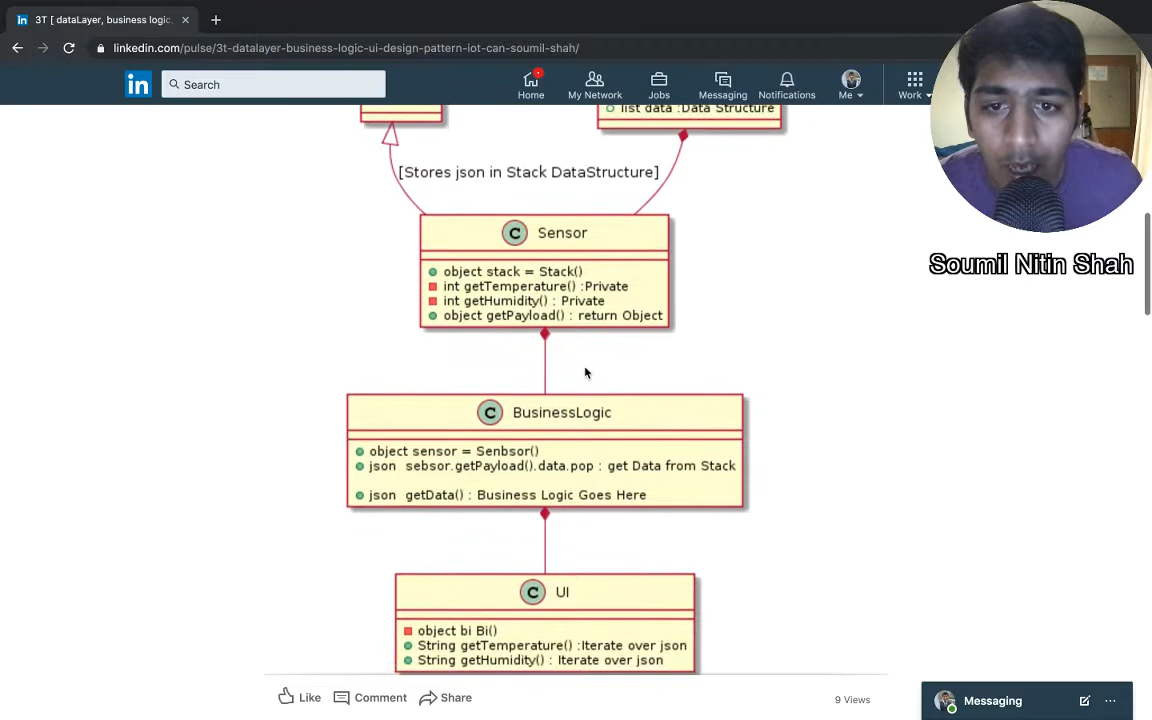 3T [ dataLayer, business logic,
linkedin.com/pulse/3t-datalayer-business-logic-ui-design-pattern-iot-can-soumil-shah/
in
Search
Home
My Network
Jobs
Messaging
Notifications
Me
Work
list data :Data Structure
[Stores json in Stack DataStructure]
Soumil Nitin Shah
C Sensor
object stack = Stack()
int getTemperature() :Private
int getHumidity() : Private
object getPayload() : return Object
C BusinessLogic
object sensor = Senbsor()
json sebsor.getPayload().data.pop : get Data from Stack
json getData() : Business Logic Goes Here
C UI
object bi Bi()
String getTemperature() :Iterate over json
String getHumidity() : Iterate over json
Like
Comment
Share
9 Views
Messaging